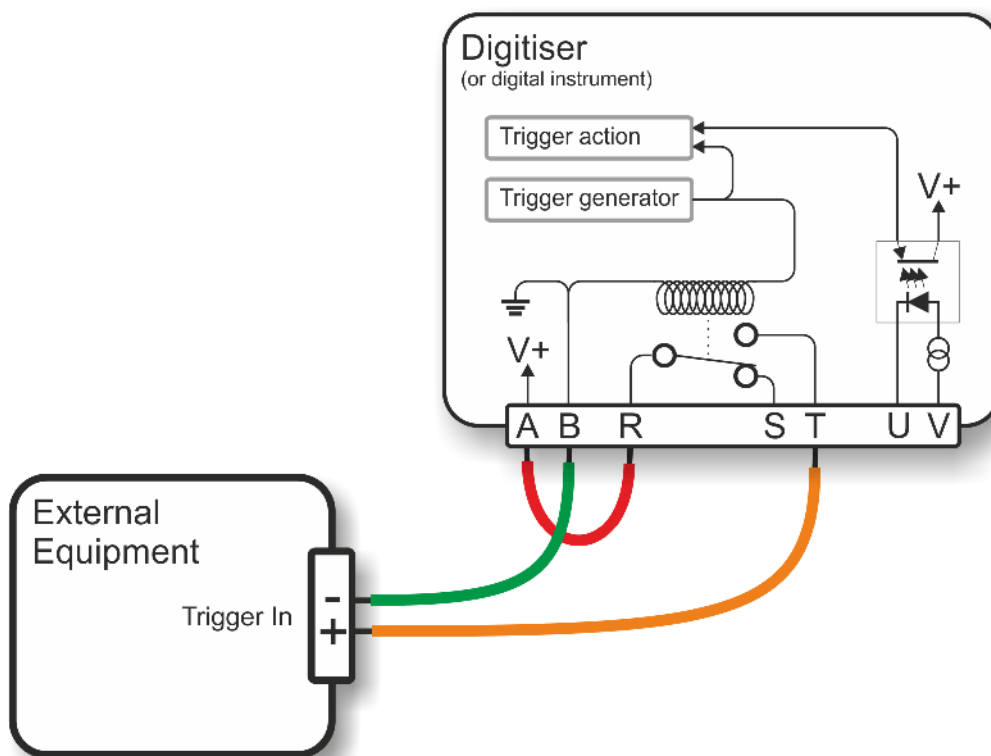 Digitiser
(or digital instrument)
Trigger action
Trigger generator
V+
V+
A B R S T U V
External
Equipment
Trigger In
-
+